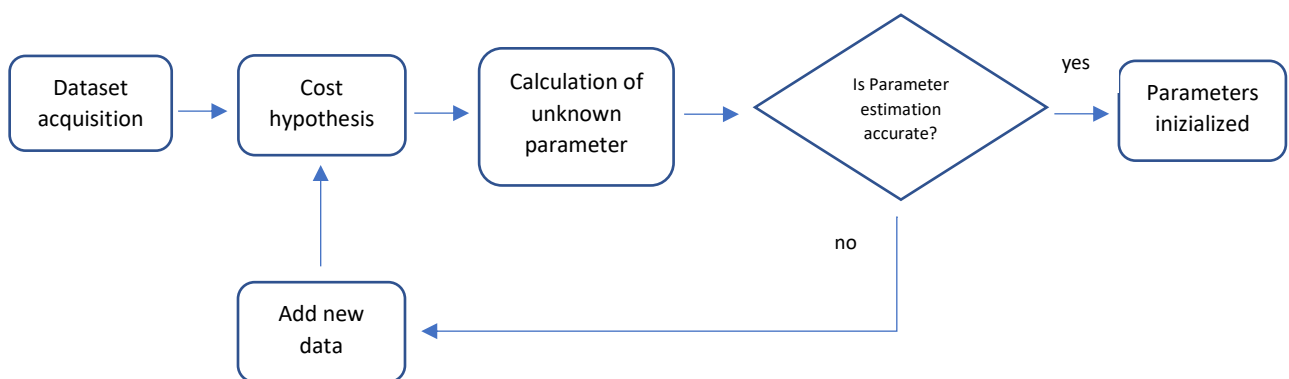 Dataset
acquisition
Cost
hypothesis
Calculation of
unknown
parameter
Is Parameter
estimation
accurate?
yes
Parameters
inizialized
no
Add new
data